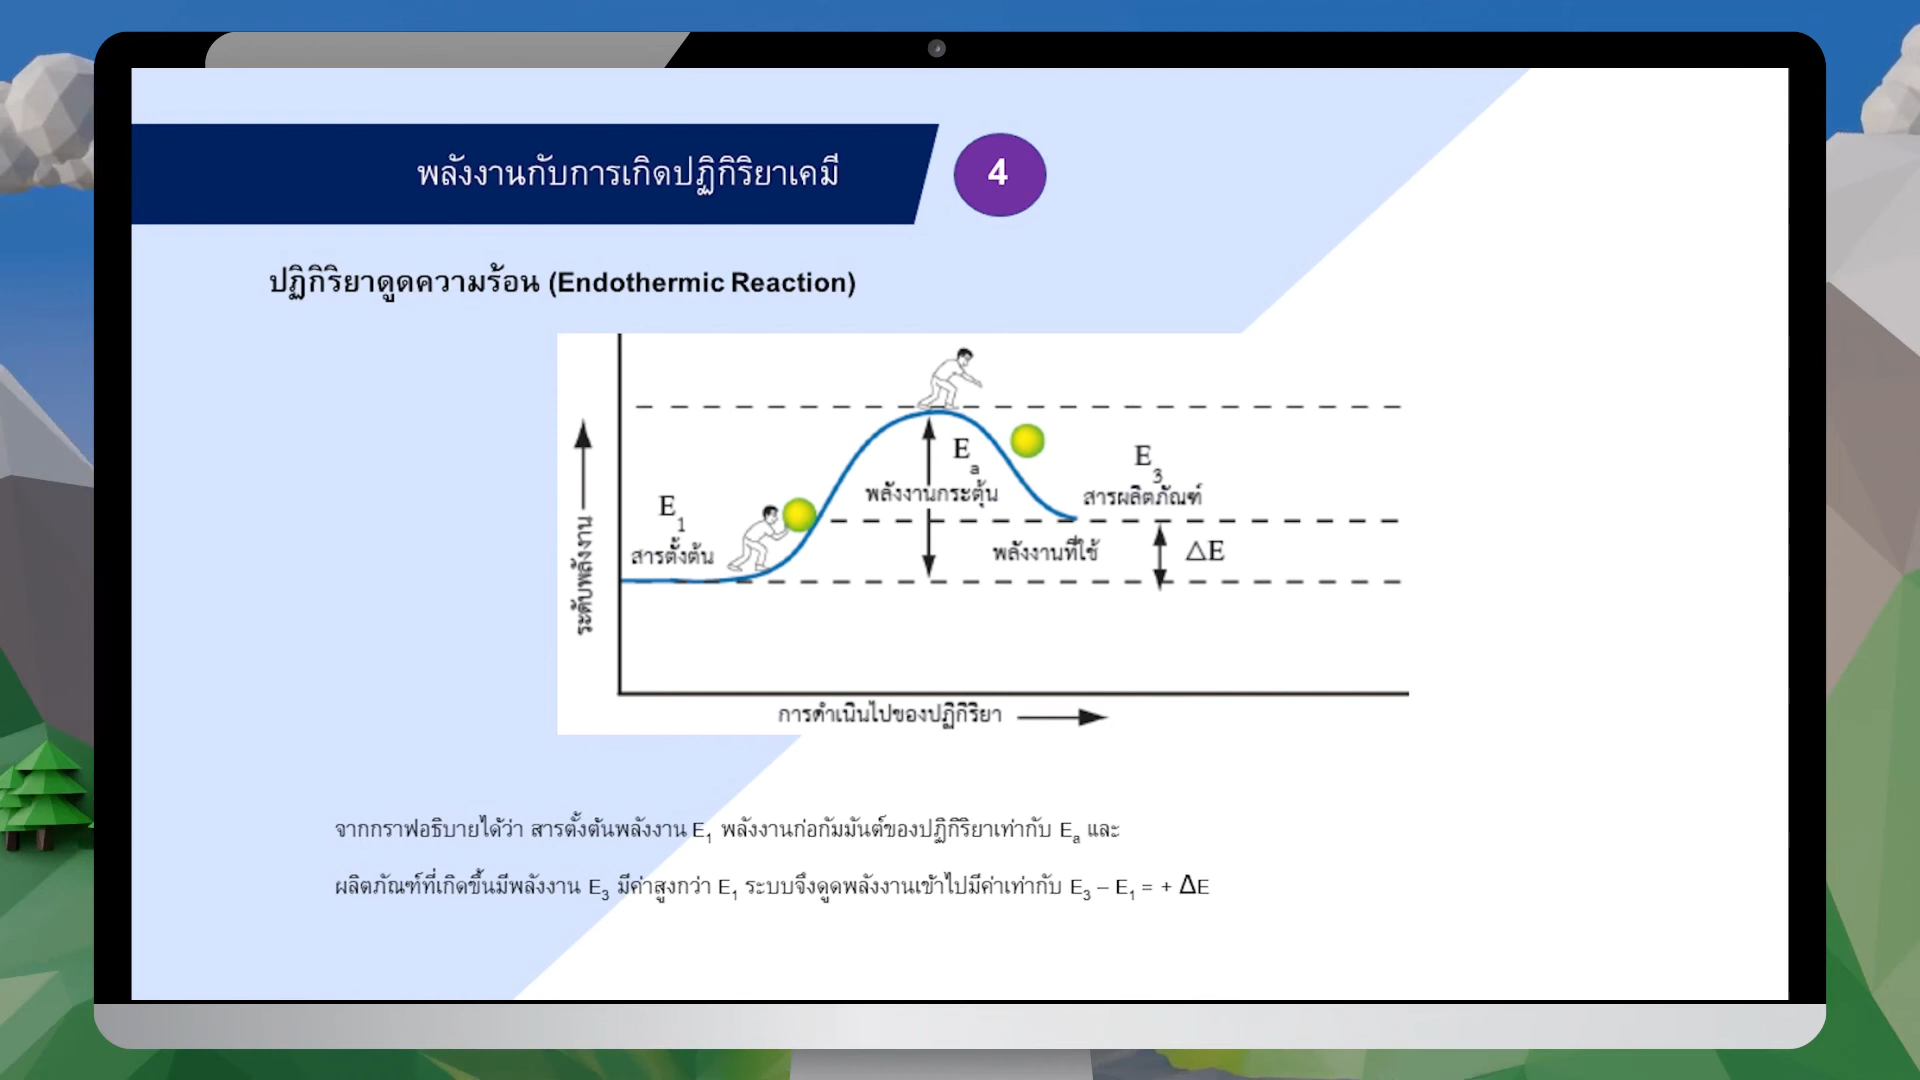 พลังงานกับการเกิดปฏิกิริยาเคมี
4
ปฏิกิริยาดูดความร้อน (Endothermic Reaction)
ระดับพลังงาน
E1
สารตั้งต้น
Ea
พลังงานกระตุ้น
E3
สารผลิตภัณฑ์
พลังงานที่ใช้
△E
การดำเนินไปของปฏิกิริยา
จากกราฟอธิบายได้ว่า สารตั้งต้นพลังงาน E1 พลังงานก่อกัมมันต์ของปฏิกิริยาเท่ากับ Ea และ
ผลิตภัณฑ์ที่เกิดขึ้นมีพลังงาน E3 มีค่าสูงกว่า E1 ระบบจึงดูดพลังงานเข้าไปมีค่าเท่ากับ E3 – E1 = + ΔE